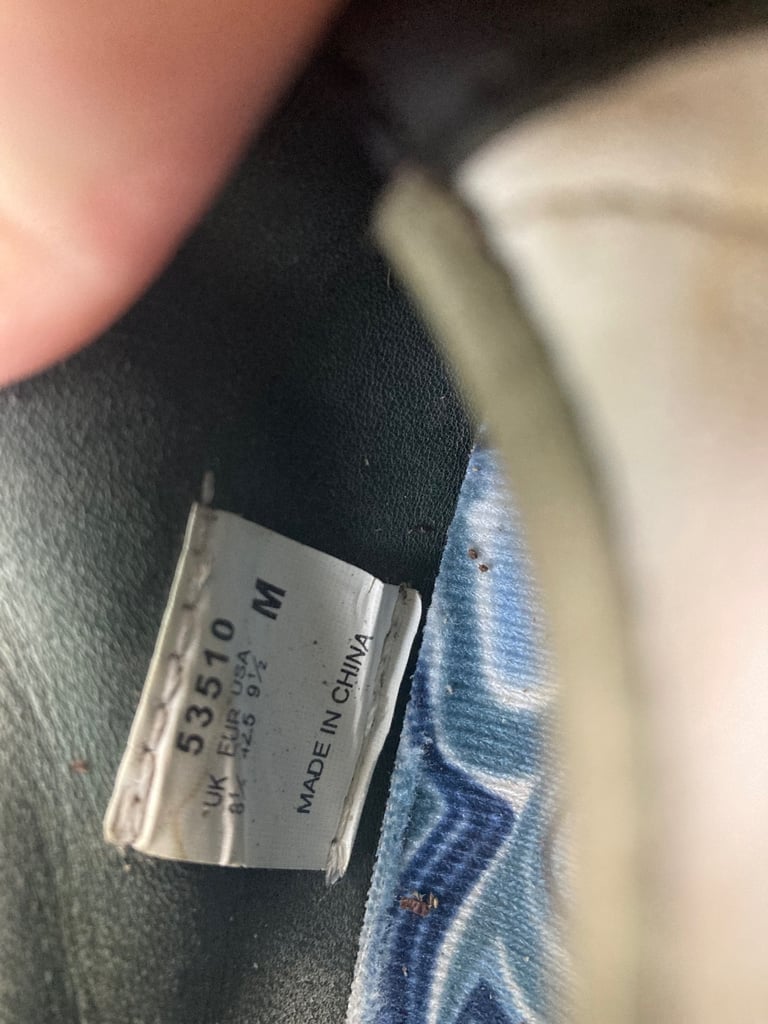 53510
UK EUR USA
8½ 42.5 9½ M
MADE IN CHINA